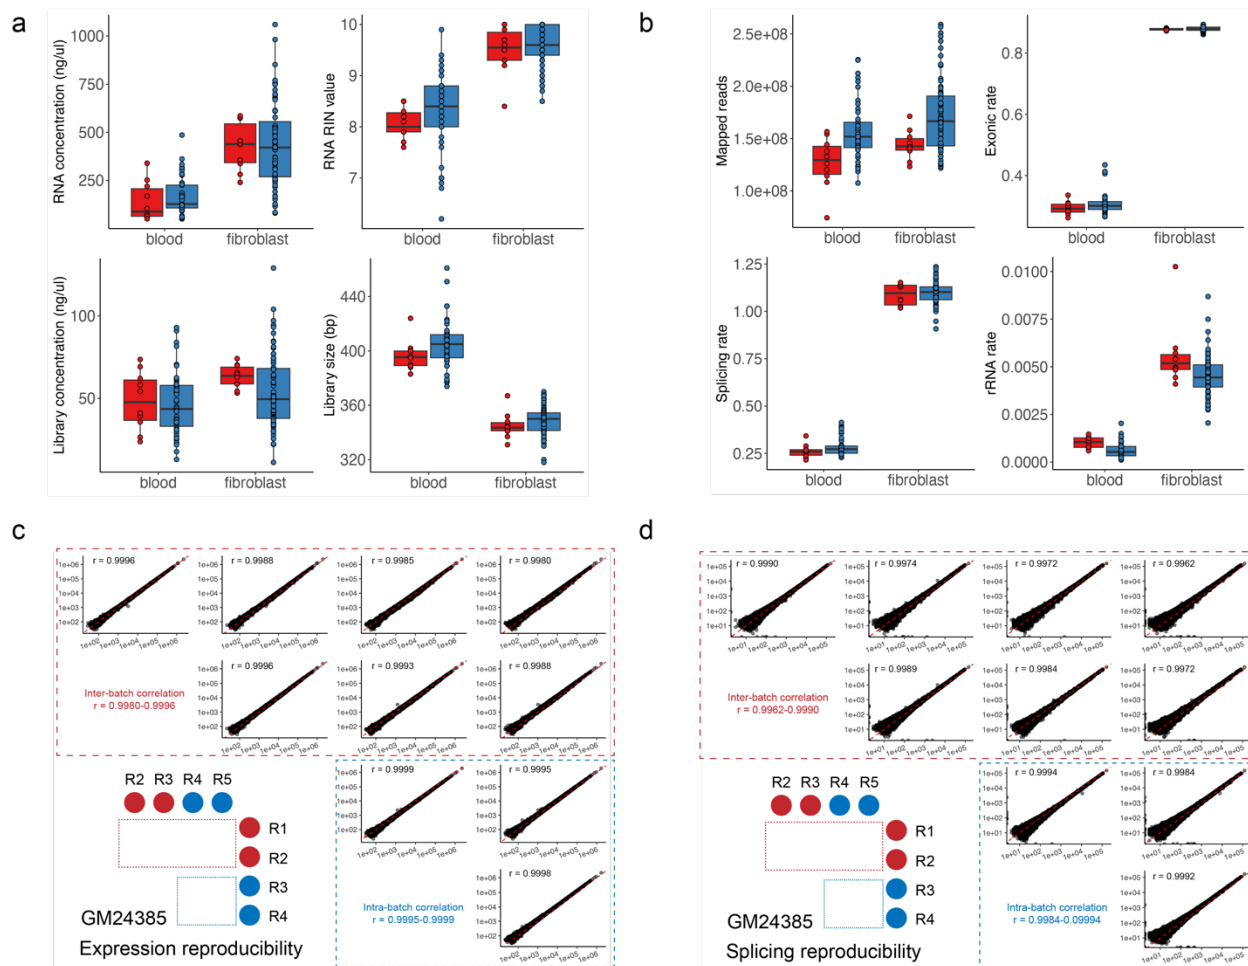 a
RNA concentration (ng/ul)
1000
750
500
250
blood
fibroblast
RNA RIN value
10
9
8
7
blood
fibroblast
Library concentration (ng/ul)
100
50
blood
fibroblast
Library size (bp)
440
400
360
320
blood
fibroblast
b
Mapped reads
2.5e+08
2.0e+08
1.5e+08
1.0e+08
blood
fibroblast
Exonic rate
0.8
0.6
0.4
blood
fibroblast
Splicing rate
1.25
1.00
0.75
0.50
0.25
blood
fibroblast
rRNA rate
0.0100
0.0075
0.0050
0.0025
0.0000
blood
fibroblast
c
r = 0.9996
r = 0.9988
r = 0.9985
r = 0.9980
r = 0.9996
r = 0.9993
r = 0.9988
Inter-batch correlation
r = 0.9980-0.9996
r = 0.9999
r = 0.9995
r = 0.9998
Intra-batch correlation
r = 0.9995-0.9999
R2 R3 R4 R5
R1
R2
R3
R4
GM24385
Expression reproducibility
d
r = 0.9990
r = 0.9974
r = 0.9972
r = 0.9962
r = 0.9989
r = 0.9984
r = 0.9972
Inter-batch correlation
r = 0.9962-0.9990
r = 0.9994
r = 0.9984
r = 0.9992
Intra-batch correlation
r = 0.9984-0.09994
R2 R3 R4 R5
R1
R2
R3
R4
GM24385
Splicing reproducibility